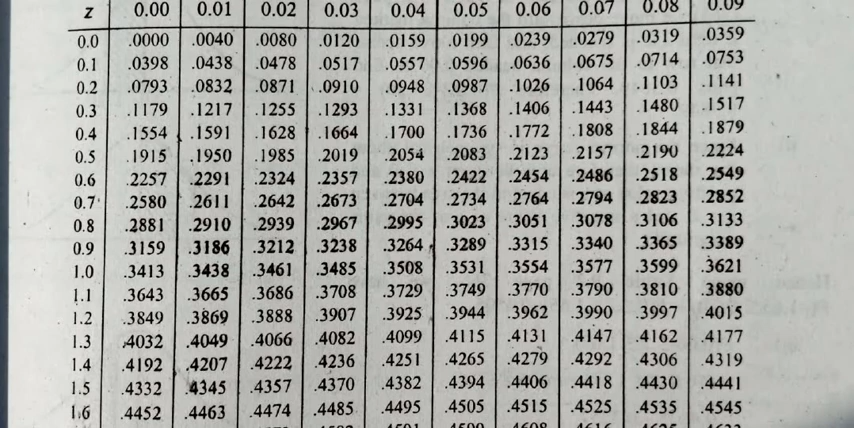 z 0.00 0.01 0.02 0.03 0.04 0.05 0.06 0.07 0.08 0.09
0.0 .0000 .0040 .0080 .0120 .0159 .0199 .0239 .0279 .0319 .0359
0.1 .0398 .0438 .0478 .0517 .0557 .0596 .0636 .0675 .0714 .0753
0.2 .0793 .0832 .0871 .0910 .0948 .0987 .1026 .1064 .1103 .1141
0.3 .1179 .1217 .1255 .1293 .1331 .1368 .1406 .1443 .1480 .1517
0.4 .1554 .1591 .1628 .1664 .1700 .1736 .1772 .1808 .1844 .1879
0.5 .1915 .1950 .1985 .2019 .2054 .2083 .2123 .2157 .2190 .2224
0.6 .2257 .2291 .2324 .2357 .2380 .2422 .2454 .2486 .2518 .2549
0.7 .2580 .2611 .2642 .2673 .2704 .2734 .2764 .2794 .2823 .2852
0.8 .2881 .2910 .2939 .2967 .2995 .3023 .3051 .3078 .3106 .3133
0.9 .3159 .3186 .3212 .3238 .3264 .3289 .3315 .3340 .3365 .3389
1.0 .3413 .3438 .3461 .3485 .3508 .3531 .3554 .3577 .3599 .3621
1.1 .3643 .3665 .3686 .3708 .3729 .3749 .3770 .3790 .3810 .3880
1.2 .3849 .3869 .3888 .3907 .3925 .3944 .3962 .3990 .3997 .4015
1.3 .4032 .4049 .4066 .4082 .4099 .4115 .4131 .4147 .4162 .4177
1.4 .4192 .4207 .4222 .4236 .4251 .4265 .4279 .4292 .4306 .4319
1.5 .4332 .4345 .4357 .4370 .4382 .4394 .4406 .4418 .4430 .4441
1.6 .4452 .4463 .4474 .4485 .4495 .4505 .4515 .4525 .4535 .4545